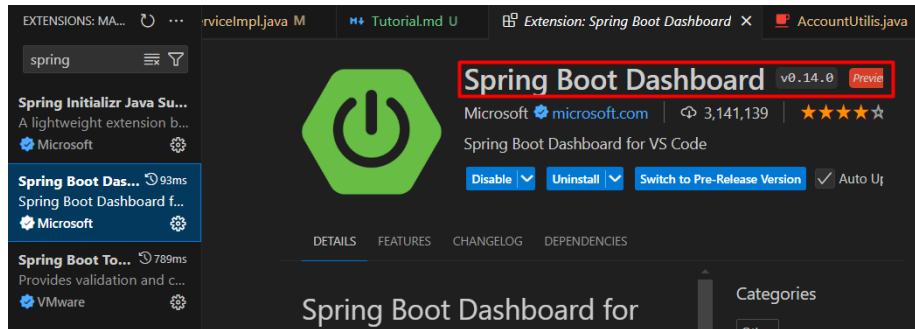 EXTENSIONS: MA...
spring
Spring Initializr Java Su...
A lightweight extension b...
Microsoft
Spring Boot Das... 93ms
Spring Boot Dashboard f...
Microsoft
Spring Boot To... 789ms
Provides validation and c...
VMware
erviceImpl.java M Tutorial.md U Extension: Spring Boot Dashboard AccountUtilis.java
Spring Boot Dashboard v0.14.0 Previe
Microsoft microsoft.com 3,141,139
Spring Boot Dashboard for VS Code
Disable Uninstall Switch to Pre-Release Version Auto Up
DETAILS FEATURES CHANGELOG DEPENDENCIES
Spring Boot Dashboard for
Categories